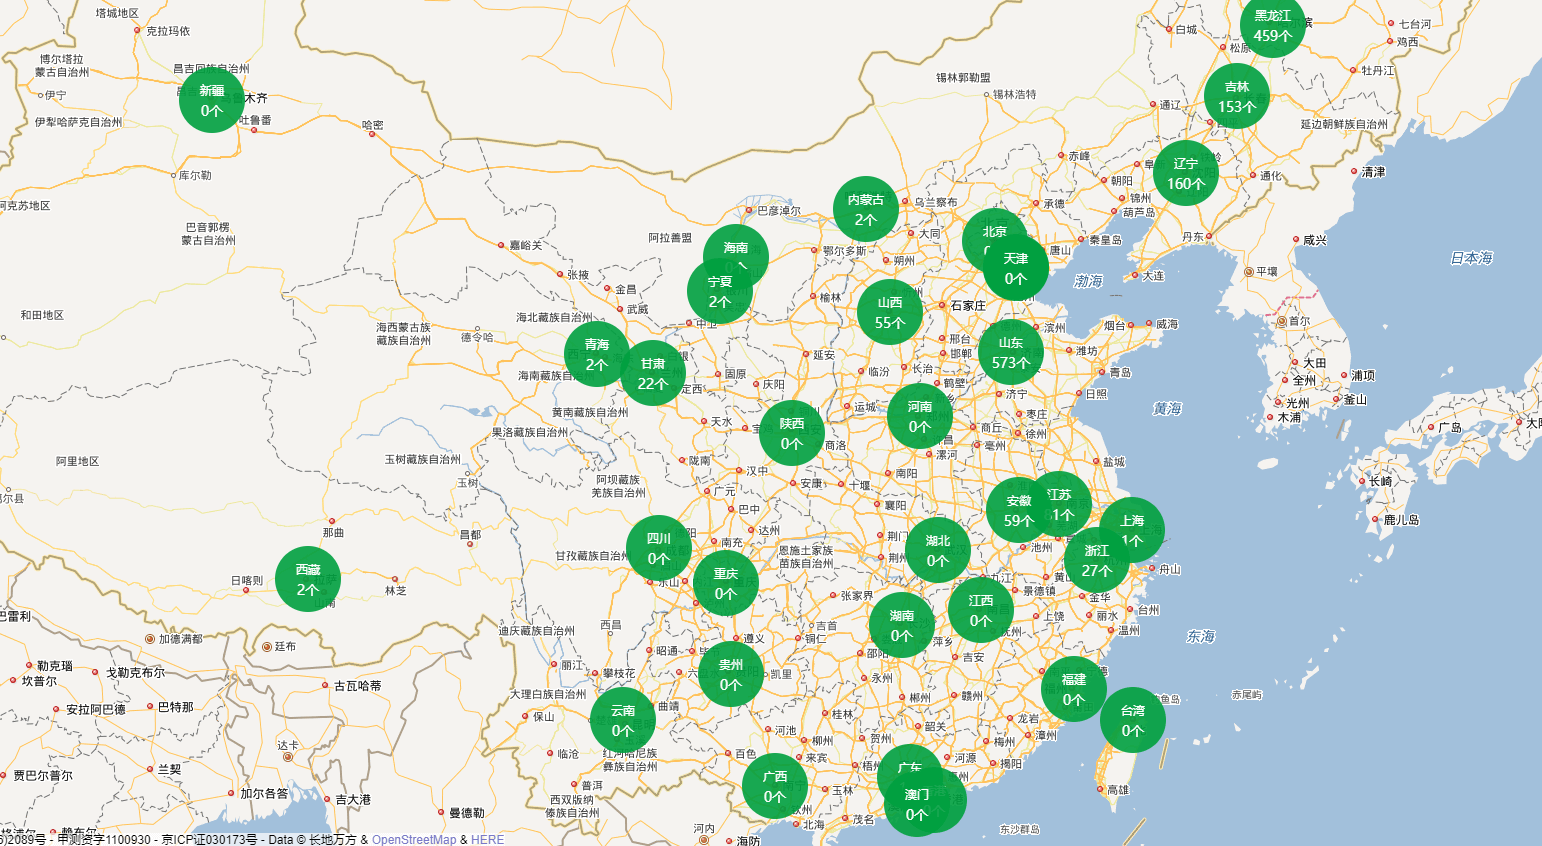 塔城地区
克拉玛依
博尔塔拉
蒙古自治州
昌吉回族自治州
伊宁
伊犁哈萨克自治州
新疆
0个
木齐
吐鲁番
哈密
库尔勒
阿克苏地区
巴音郭楞
蒙古自治州
和田地区
阿里地区
黑龙江
459个
七台河
鸡西
白城
松原
牡丹江
锡林郭勒盟
锡林浩特
吉林
153个
通辽
延边朝鲜族自治州
赤峰
辽宁
160个
朝阳
通化
清津
锦州
葫芦岛
内蒙古
2个
乌兰察布
承德
巴彦淖尔
阿拉善盟
鄂尔多斯
大同
北京
天津
0个
唐山
秦皇岛
丹东
咸兴
日本海
平壤
大连
渤海
嘉峪关
张掖
金昌
武威
海北藏族自治州
海南
宁夏
2个
朔州
榆林
山西
55个
石家庄
滨州
烟台
威海
首尔
海西蒙古族
藏族自治州
德令哈
青海
2个
甘肃
22个
中卫
固原
庆阳
定西
海南藏族自治州
延安
临汾
长治
邢台
邯郸
山东
573个
潍坊
青岛
大田
全州
浦项
光州
釜山
木浦
黄南藏族自治州
果洛藏族自治州
玉树藏族自治州
天水
陕西
0个
商洛
运城
鹤壁
河南
0个
济宁
日照
枣庄
商丘
徐州
亳州
黄海
广岛
漯河
玉树
阿坝藏族
羌族自治州
陇南
汉中
广元
安康
十堰
南阳
盐城
长崎
巴中
襄阳
安徽
59个
江苏
上海
1个
鹿儿岛
那曲
昌都
达州
南充
四川
0个
甘孜藏族自治州
恩施土家族
苗族自治州
荆门
荆州
湖北
0个
池州
浙江
27个
舟山
日喀则
西藏
2个
林芝
重庆
0个
乐山
张家界
九江
景德镇
黄山
金华
台州
丽水
温州
上饶
江西
0个
湖南
0个
萍乡
吉安
邵阳
吉首
铜仁
遵义
西昌
迪庆藏族自治州
东海
加德满都
廷布
勒克瑙
坎普尔
戈勒克布尔
古瓦哈蒂
安拉阿巴德
巴特那
丽江
攀枝花
昭通
贵州
0个
凯里
永州
郴州
赣州
福建
0个
台湾
0个
赤尾屿
大理白族自治州
保山
云南
0个
曲靖
桂林
韶关
龙岩
漳州
河池
柳州
贺州
梅州
达卡
临沧
红河哈尼族
彝族自治州
百色
来宾
梧州
河源
揭阳
贾巴尔普尔
兰契
加尔各答
吉大港
曼德勒
普洱
西双版纳
傣族自治州
广西
0个
玉林
广东
澳门
0个
高雄
钦州
北海
茂名
河内
海防
东沙群岛
2089号 - 甲测资字1100930 - 京ICP证030173号 - Data © 长地万方 & OpenStreetMap & HERE